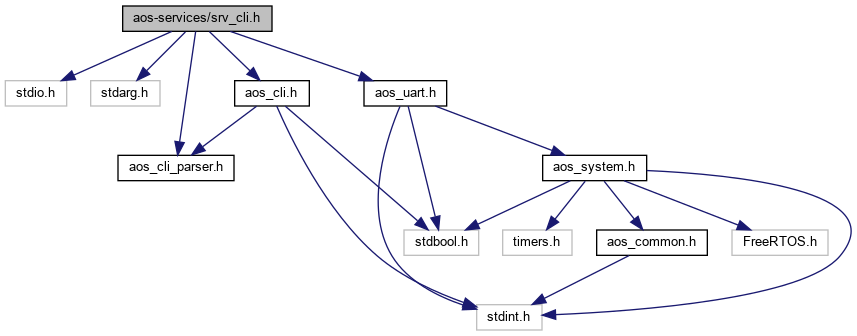 aos-services/srv_cli.h
stdio.h
stdarg.h
aos_cli.h
aos_uart.h
aos_cli_parser.h
aos_system.h
stdbool.h
timers.h
aos_common.h
FreeRTOS.h
stdint.h